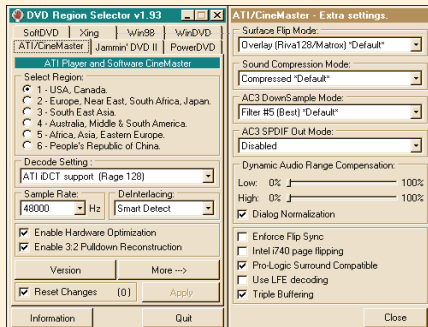 DVD Region Selector v1.93
SoftDVD Xing Win98 WinDVD
ATI/CineMaster Jammin' DVD II PowerDVD
ATI Player and Software CineMaster
Select Region:
1 - USA, Canada.
2 - Europe, Near East, South Africa, Japan.
3 - South East Asia.
4 - Australia, Middle & South America.
5 - Africa, Asia, Eastern Europe.
6 - People's Republic of China.
Decode Setting :
ATI iDCT support (Rage 128)
Sample Rate: DeInterlacing:
48000 Hz Smart Detect
Enable Hardware Optimization
Enable 3:2 Pulldown Reconstruction
Version More --->
Reset Changes (0) Apply
Information Quit
ATI/CineMaster - Extra settings.
Surface Flip Mode:
Overlay (Riva128/Matrox) *Default*
Sound Compression Mode:
Compressed *Default*
AC3 DownSample Mode:
Filter #5 (Best) *Default*
AC3 SPDIF Out Mode:
Disabled
Dynamic Audio Range Compensation:
Low: 0% 100%
High: 0% 100%
Dialog Normalization
Enforce Flip Sync
Intel i740 page flipping
Pro-Logic Surround Compatible
Use LFE decoding
Triple Buffering
Close